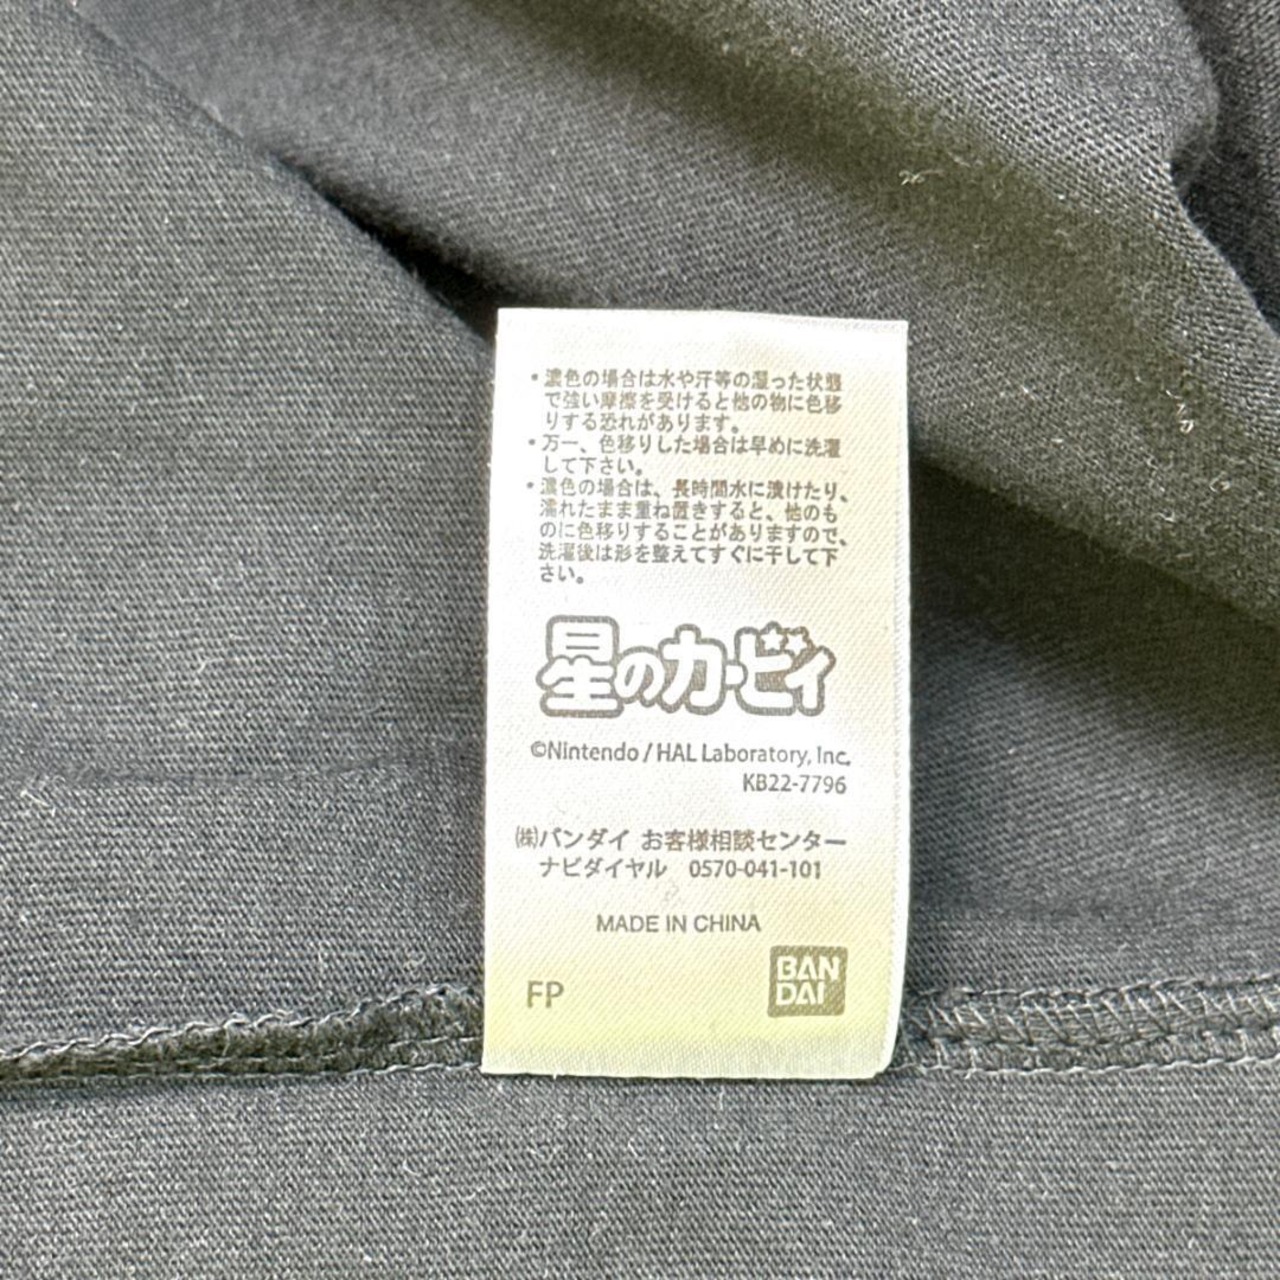 ・濃色の場合は水や汗等の湿った状態
で強い摩擦を受けると他の物に色移
りする恐れがあります。
・万一、色移りした場合は早めに洗濯
して下さい。
・濃色の場合は、長時間水に漬けたり、
濡れたまま重ね置きすると、他のも
のに色移りすることがありますので、
洗濯後は形を整えてすぐに干して下
さい。
星のカービィ
©Nintendo / HAL Laboratory, Inc.
KB22-7796
㈱バンダイ お客様相談センター
ナビダイヤル 0570-041-101
MADE IN CHINA
FP
BAN
DAI